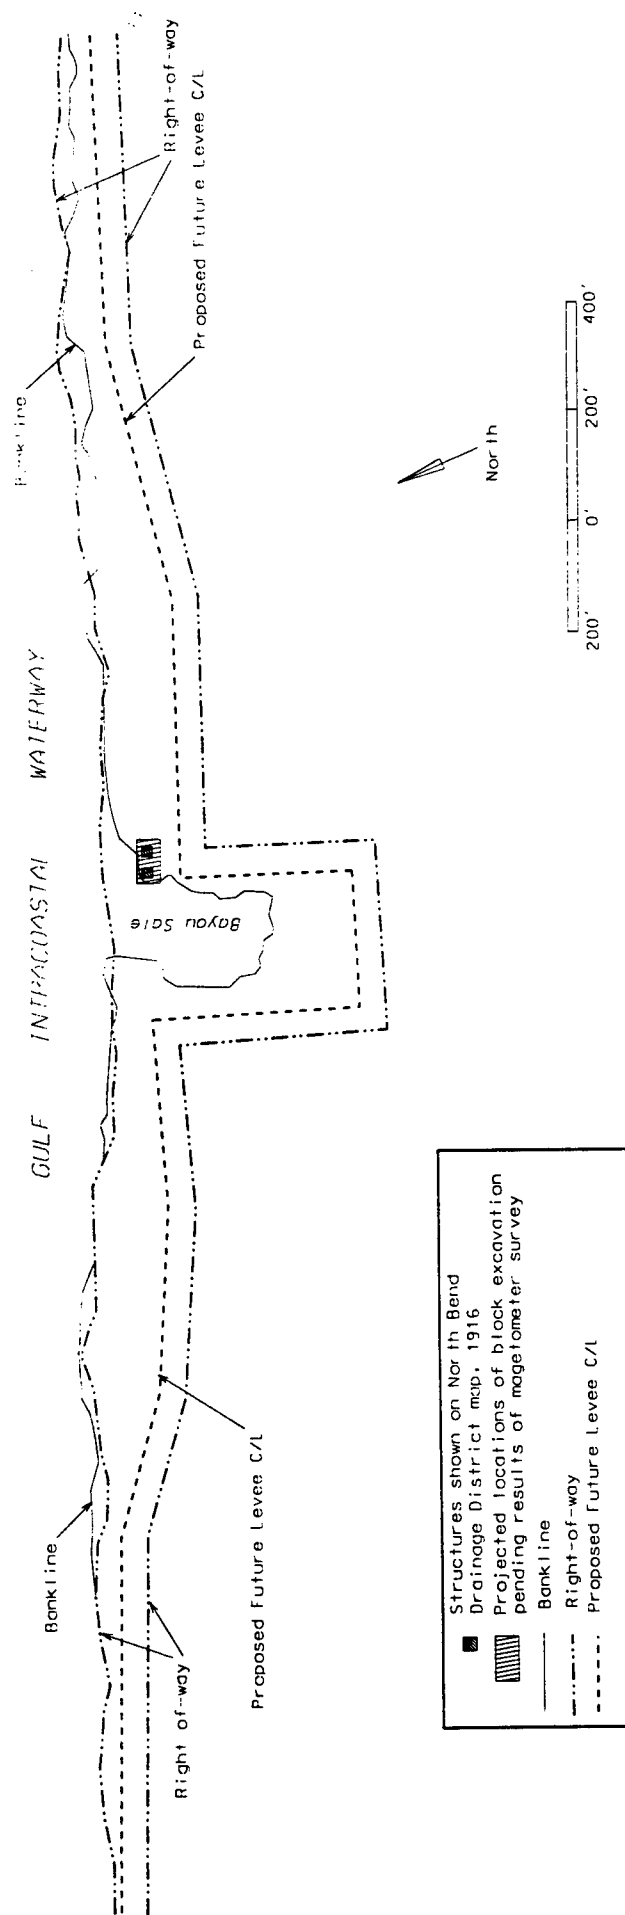 GULF INTRACOASTAL WATERWAY
Bankline
Right-of-way
Proposed Future Levee C/L
Bankline
Right of-way
Proposed Future Levee C/L
Bayou Sale
North
200' 0' 200' 400'
Structures shown on North Bend
Drainage District map, 1916
Projected locations of block excavation
pending results of magetometer survey
Bankline
Right-of-way
Proposed Future Levee C/L